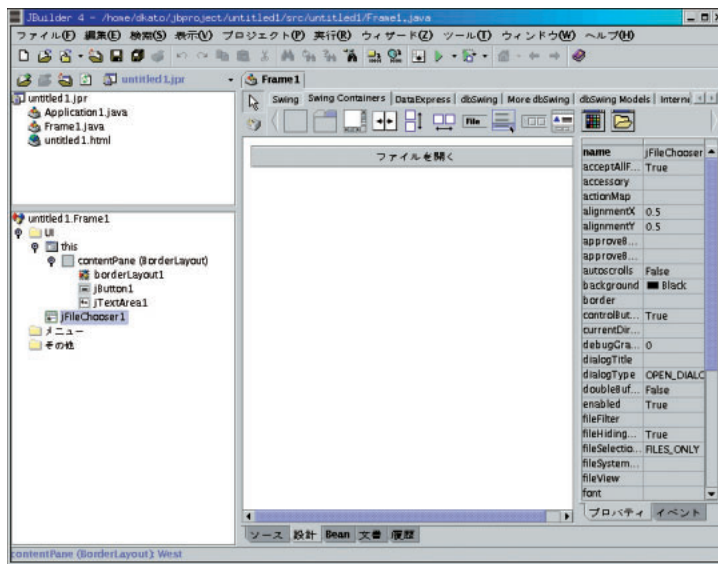 JBuilder 4 - /home/dkato/jbproject/untitled1/src/untitled1/Frame1.java
ファイル(F) 編集(E) 検索(S) 表示(V) プロジェクト(P) 実行(R) ウィザード(Z) ツール(T) ウィンドウ(W) ヘルプ(H)
untitled1.jpr
Frame1
untitled1.jpr
Application1.java
Frame1.java
untitled1.html
Swing Swing Containers DataExpress dbSwing More dbSwing dbSwing Models Interne
File
ファイルを開く
untitled1.Frame1
UI
this
contentPane (BorderLayout)
borderLayout1
jButton1
jTextArea1
jFileChooser1
メニュー
その他
name jFileChooser
acceptAllF... True
accessory
actionMap
alignmentX 0.5
alignmentY 0.5
approveB...
approveB...
autoscrolls False
background Black
border
controlBut... True
currentDir...
debugGra... 0
dialogTitle
dialogType OPEN_DIALO
doubleBuf... False
enabled True
fileFilter
fileHiding... True
fileSelectio... FILES_ONLY
fileSystem...
fileView
font
プロパティ イベント
ソース 設計 Bean 文書 履歴
contentPane (BorderLayout): West